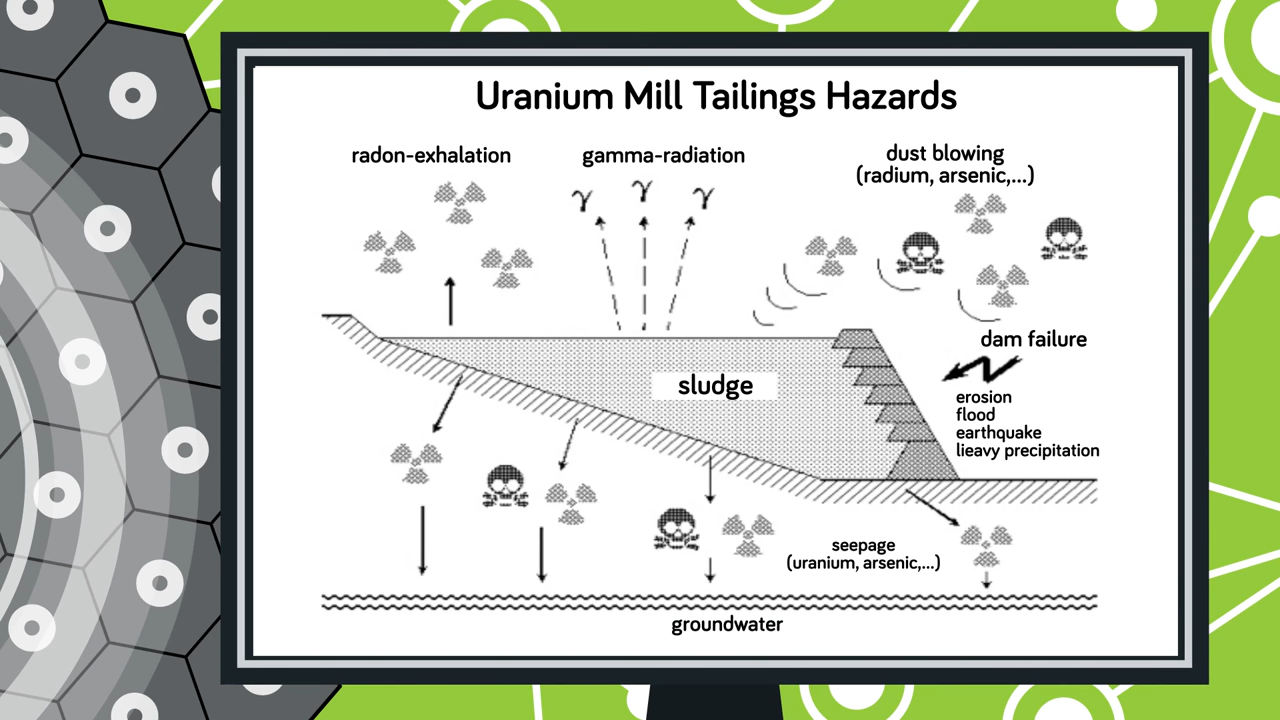 Uranium Mill Tailings Hazards
radon-exhalation
gamma-radiation
dust blowing
(radium, arsenic,...)
γ γ γ
dam failure
sludge
erosion
flood
earthquake
lieavy precipitation
seepage
(uranium, arsenic,...)
groundwater